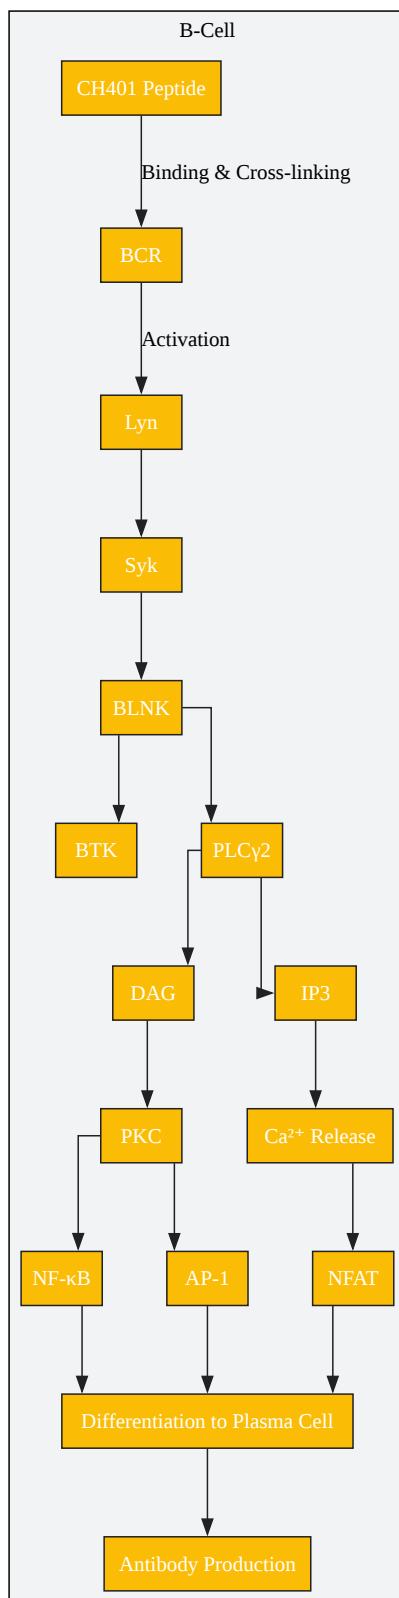 B-Cell
CH401 Peptide
Binding & Cross-linking
BCR
Activation
Lyn
Syk
BLNK
BTK
PLCγ2
DAG
IP3
PKC
Ca²⁺ Release
NF-κB
AP-1
NFAT
Differentiation to Plasma Cell
Antibody Production